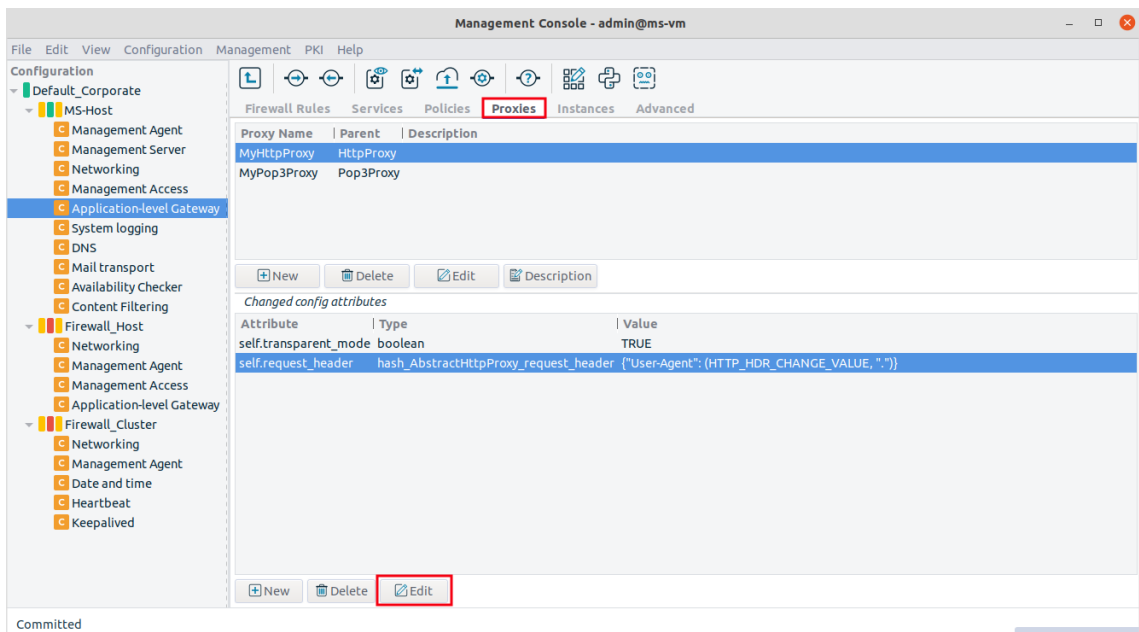 Management Console - admin@ms-vm
File Edit View Configuration Management PKI Help
Configuration
Default_Corporate
MS-Host
C Management Agent
C Management Server
C Networking
C Management Access
C Application-level Gateway
C System logging
C DNS
C Mail transport
C Availability Checker
C Content Filtering
Firewall_Host
C Networking
C Management Agent
C Management Access
C Application-level Gateway
Firewall_Cluster
C Networking
C Management Agent
C Date and time
C Heartbeat
C Keepalived
Firewall Rules Services Policies Proxies Instances Advanced
Proxy Name Parent Description
MyHttpProxy HttpProxy
MyPop3Proxy Pop3Proxy
New Delete Edit Description
Changed config attributes
Attribute Type Value
self.transparent_mode boolean TRUE
self.request_header hash_AbstractHttpProxy_request_header {"User-Agent": (HTTP_HDR_CHANGE_VALUE, ".")}
New Delete Edit
Committed